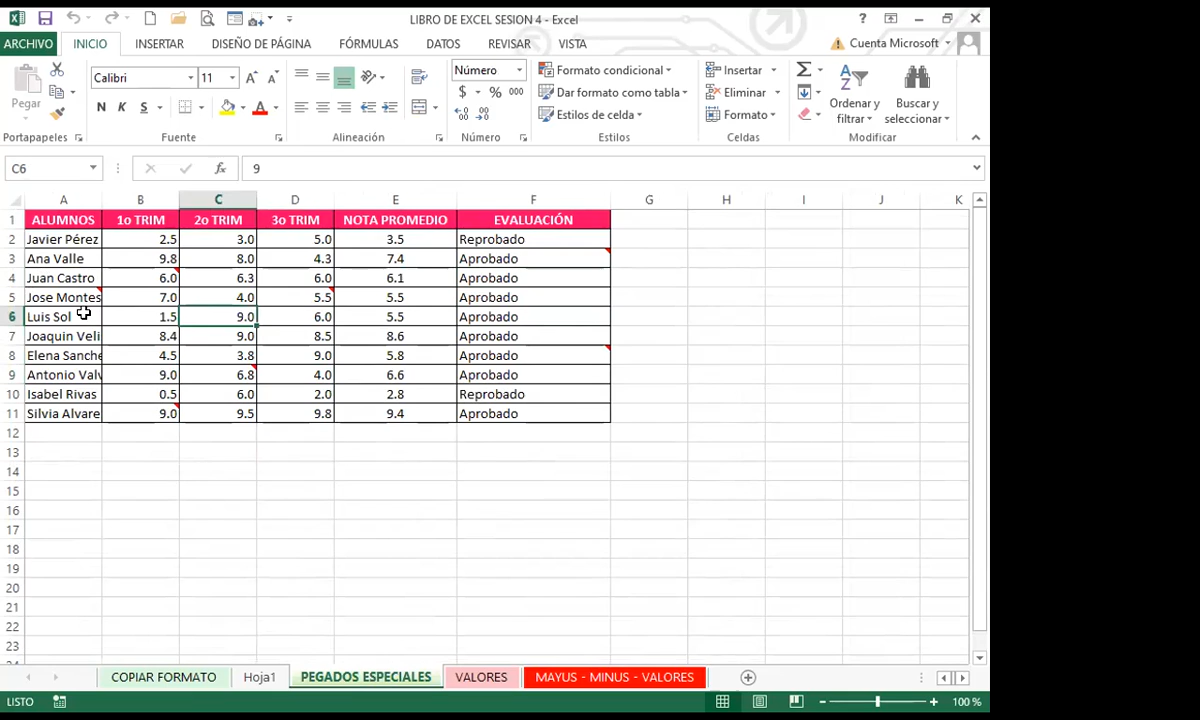 LIBRO DE EXCEL SESION 4 - Excel
?
ARCHIVO INICIO INSERTAR DISEÑO DE PÁGINA FÓRMULAS DATOS REVISAR VISTA Cuenta Microsoft
Pegar
Calibri 11
N K S
Número
$ % 000
Formato condicional
Dar formato como tabla
Estilos de celda
Insertar
Eliminar
Formato
Ordenar y filtrar
Buscar y seleccionar
Portapapeles Fuente Alineación Número Estilos Celdas Modificar
C6 fx 9
A B C D E F G H I J K
1 ALUMNOS 1o TRIM 2o TRIM 3o TRIM NOTA PROMEDIO EVALUACIÓN
2 Javier Pérez 2.5 3.0 5.0 3.5 Reprobado
3 Ana Valle 9.8 8.0 4.3 7.4 Aprobado
4 Juan Castro 6.0 6.3 6.0 6.1 Aprobado
5 Jose Montes 7.0 4.0 5.5 5.5 Aprobado
6 Luis Sol 1.5 9.0 6.0 5.5 Aprobado
7 Joaquin Veli 8.4 9.0 8.5 8.6 Aprobado
8 Elena Sanche 4.5 3.8 9.0 5.8 Aprobado
9 Antonio Valv 9.0 6.8 4.0 6.6 Aprobado
10 Isabel Rivas 0.5 6.0 2.0 2.8 Reprobado
11 Silvia Alvare 9.0 9.5 9.8 9.4 Aprobado
12
13
14
15
16
17
18
19
20
21
22
23
COPIAR FORMATO Hoja1 PEGADOS ESPECIALES VALORES MAYUS - MINUS - VALORES
LISTO 100 %